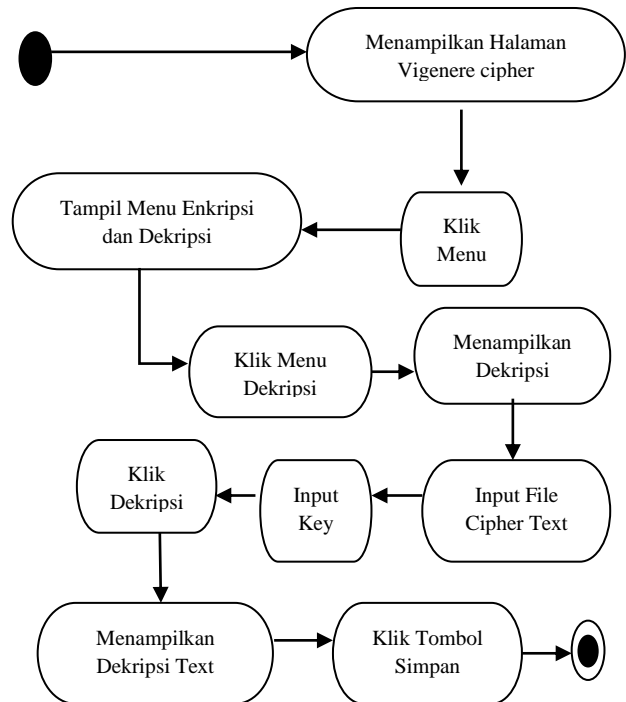 Menampilkan Halaman
Vigenere cipher
Klik
Menu
Tampil Menu Enkripsi
dan Dekripsi
Klik Menu
Dekripsi
Menampilkan
Dekripsi
Input File
Cipher Text
Input
Key
Klik
Dekripsi
Menampilkan
Dekripsi Text
Klik Tombol
Simpan